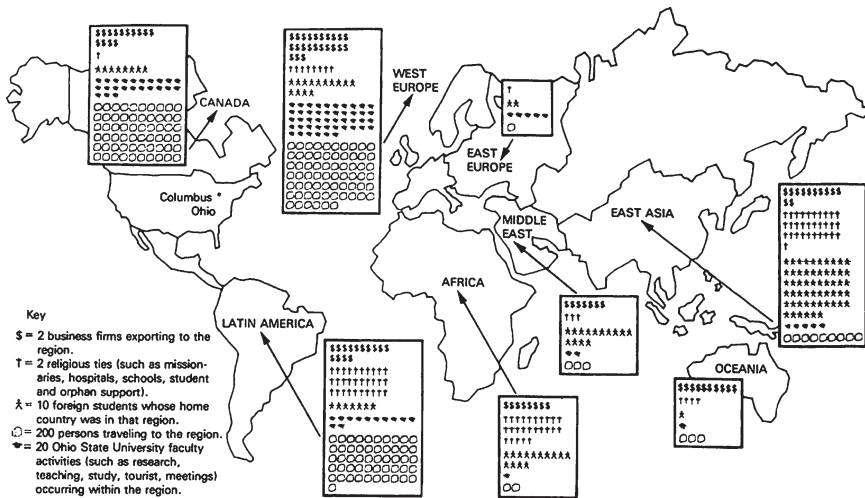 CANADA
WEST
EUROPE
EAST
EUROPE
Columbus
Ohio
MIDDLE
EAST
EAST ASIA
AFRICA
LATIN AMERICA
OCEANIA
Key
$ = 2 business firms exporting to the
region.
† = 2 religious ties (such as mission-
aries, hospitals, schools, student
and orphan support).
= 10 foreign students whose home
country was in that region.
= 200 persons traveling to the region.
= 20 Ohio State University faculty
activities (such as research,
teaching, study, tourist, meetings)
occurring within the region.